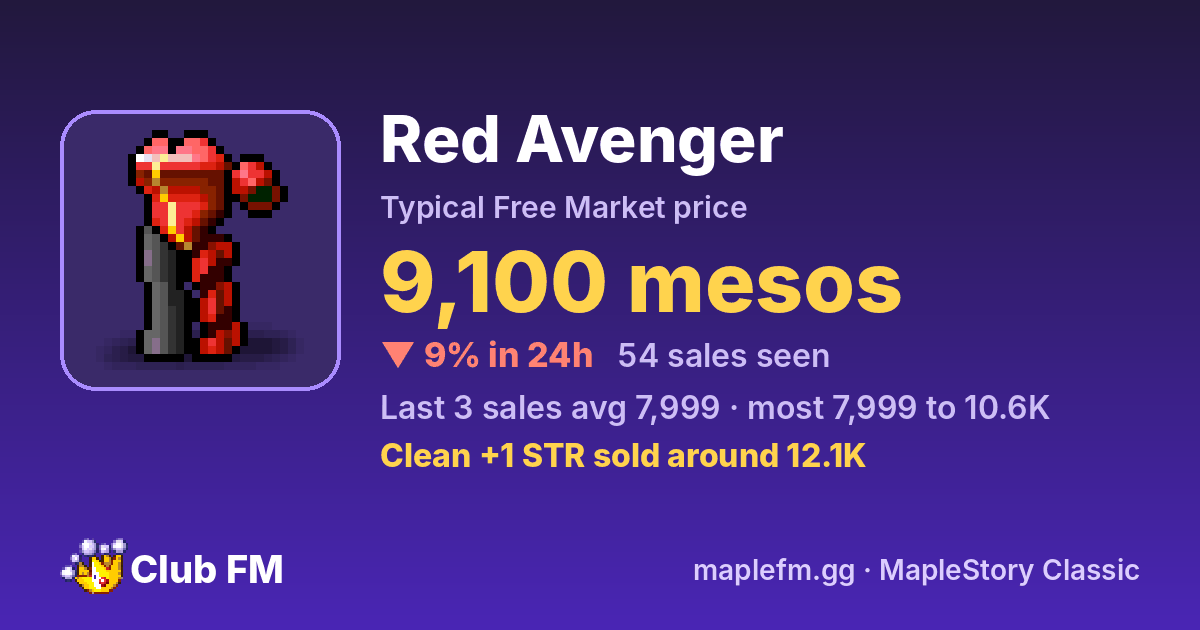 Red Avenger
Typical Free Market price
9,100 mesos
▼ 9% in 24h 54 sales seen
Last 3 sales avg 7,999 · most 7,999 to 10.6K
Clean +1 STR sold around 12.1K
Club FM
maplefm.gg · MapleStory Classic